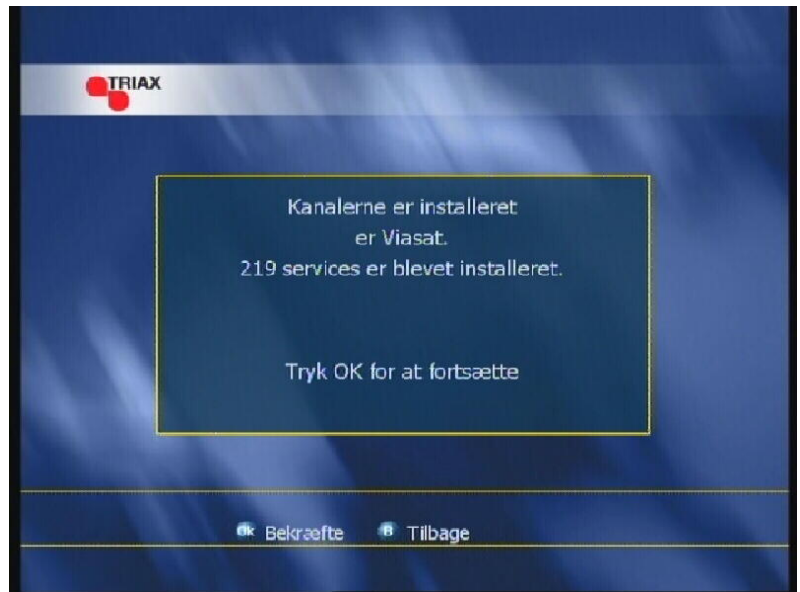 TRIAX
Kanalerne er installeret
er Viasat.
219 services er blevet installeret.
Tryk OK for at fortsætte
Ok Bekræfte B Tilbage